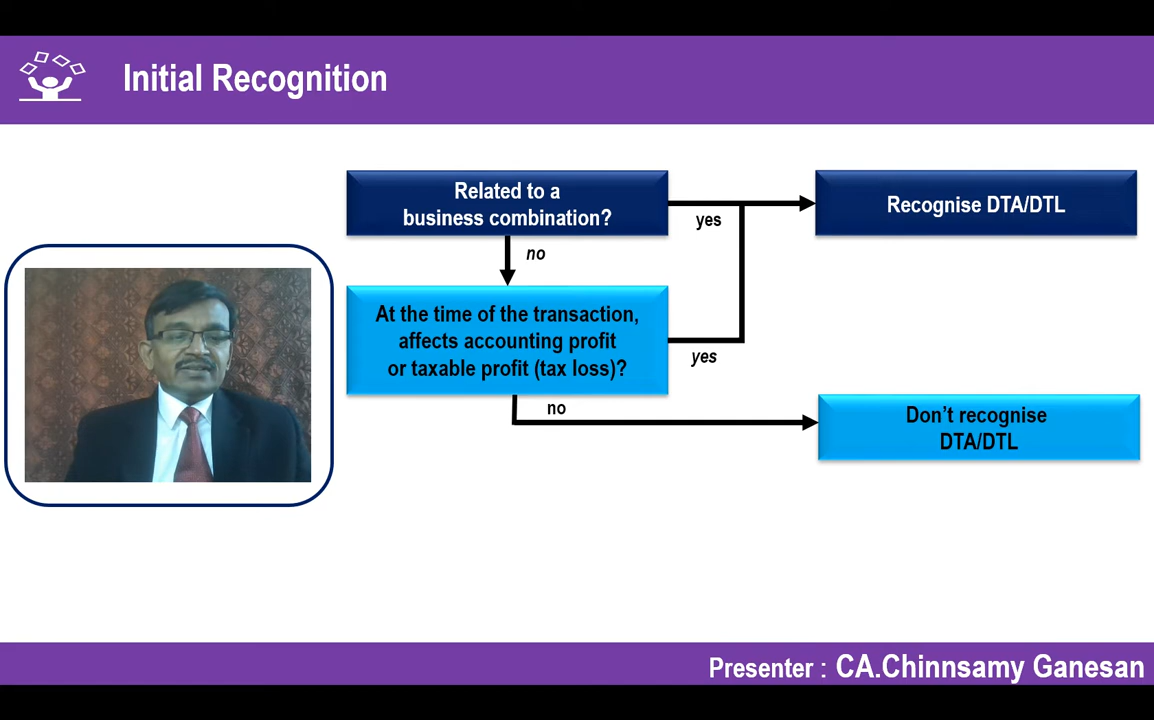 Initial Recognition
Related to a
business combination?
yes
Recognise DTA/DTL
no
At the time of the transaction,
affects accounting profit
or taxable profit (tax loss)?
yes
no
Don’t recognise
DTA/DTL
Presenter : CA.Chinnsamy Ganesan